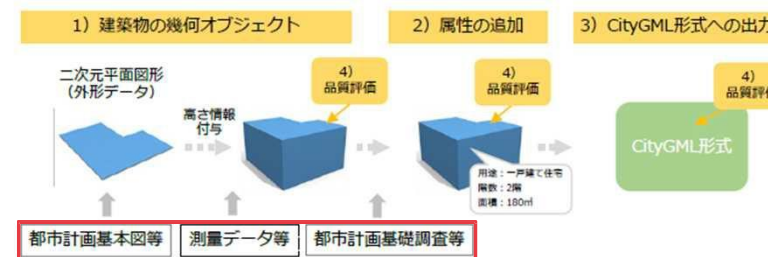 1）建築物の幾何オブジェクト
2）属性の追加
3）CityGML形式への出力
二次元平面図形
（外形データ）
高さ情報
付与
4）
品質評価
4）
品質評価
4）
品質評
CityGML形式
用途：一戸建て住宅
階数：2階
面積：180㎡
都市計画基本図等
測量データ等
都市計画基礎調査等